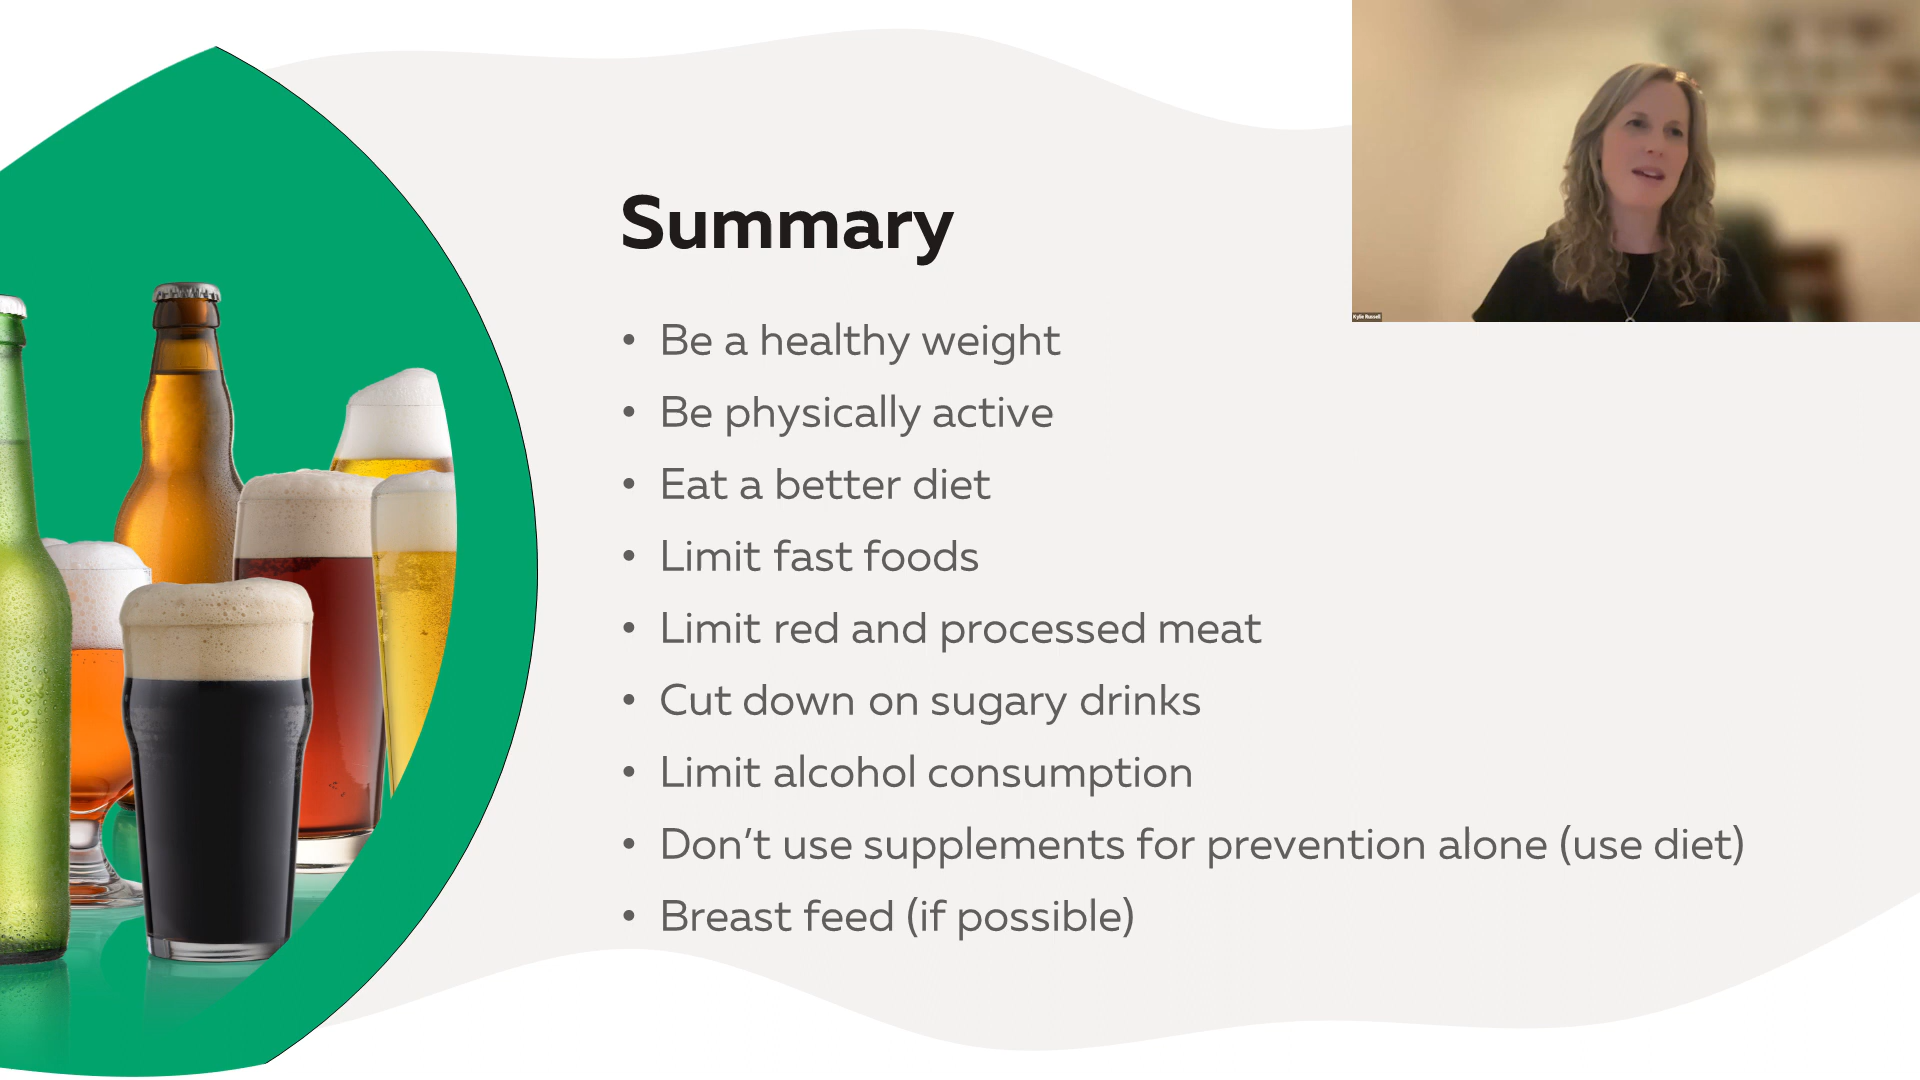 Summary
• Be a healthy weight
• Be physically active
• Eat a better diet
• Limit fast foods
• Limit red and processed meat
• Cut down on sugary drinks
• Limit alcohol consumption
• Don’t use supplements for prevention alone (use diet)
• Breast feed (if possible)
Kylie Russell